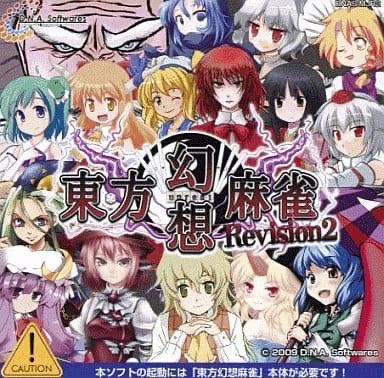 D.N.A. Softwares
東方幻想麻雀
unreal
Revision2
© 2009 D.N.A. Softwares
CAUTION
本ソフトの起動には「東方幻想麻雀」本体が必要です！